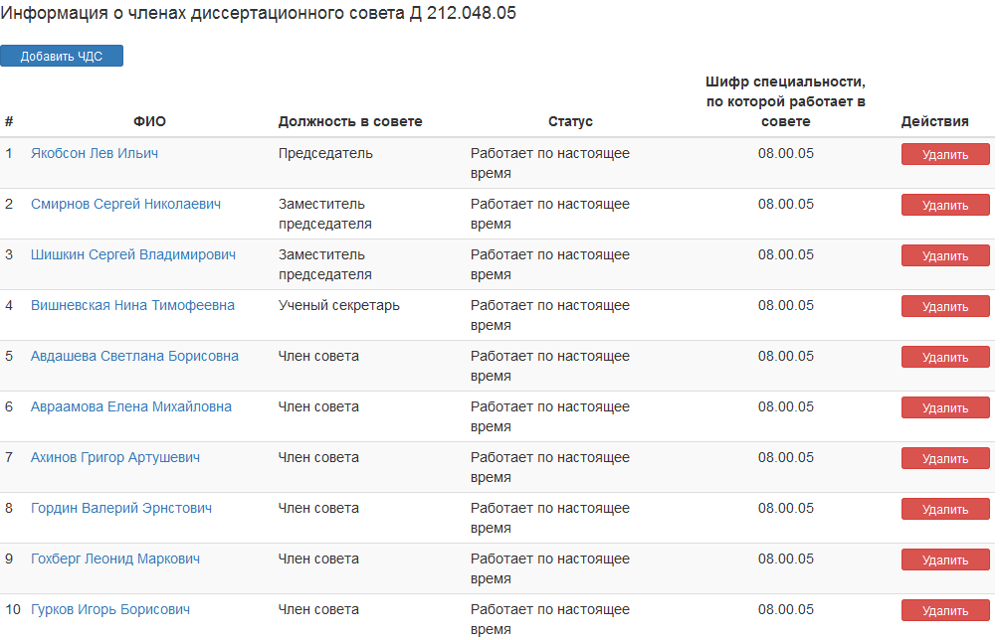 Информация о членах диссертационного совета Д 212.048.05
Добавить ЧДС
# ФИО Должность в совете Статус Шифр специальности, по которой работает в совете Действия
1 Якобсон Лев Ильич Председатель Работает по настоящее время 08.00.05 Удалить
2 Смирнов Сергей Николаевич Заместитель председателя Работает по настоящее время 08.00.05 Удалить
3 Шишкин Сергей Владимирович Заместитель председателя Работает по настоящее время 08.00.05 Удалить
4 Вишневская Нина Тимофеевна Ученый секретарь Работает по настоящее время 08.00.05 Удалить
5 Авдашева Светлана Борисовна Член совета Работает по настоящее время 08.00.05 Удалить
6 Авраамова Елена Михайловна Член совета Работает по настоящее время 08.00.05 Удалить
7 Ахинов Григор Артушевич Член совета Работает по настоящее время 08.00.05 Удалить
8 Гордин Валерий Эрнстович Член совета Работает по настоящее время 08.00.05 Удалить
9 Гохберг Леонид Маркович Член совета Работает по настоящее время 08.00.05 Удалить
10 Гурков Игорь Борисович Член совета Работает по настоящее время 08.00.05 Удалить